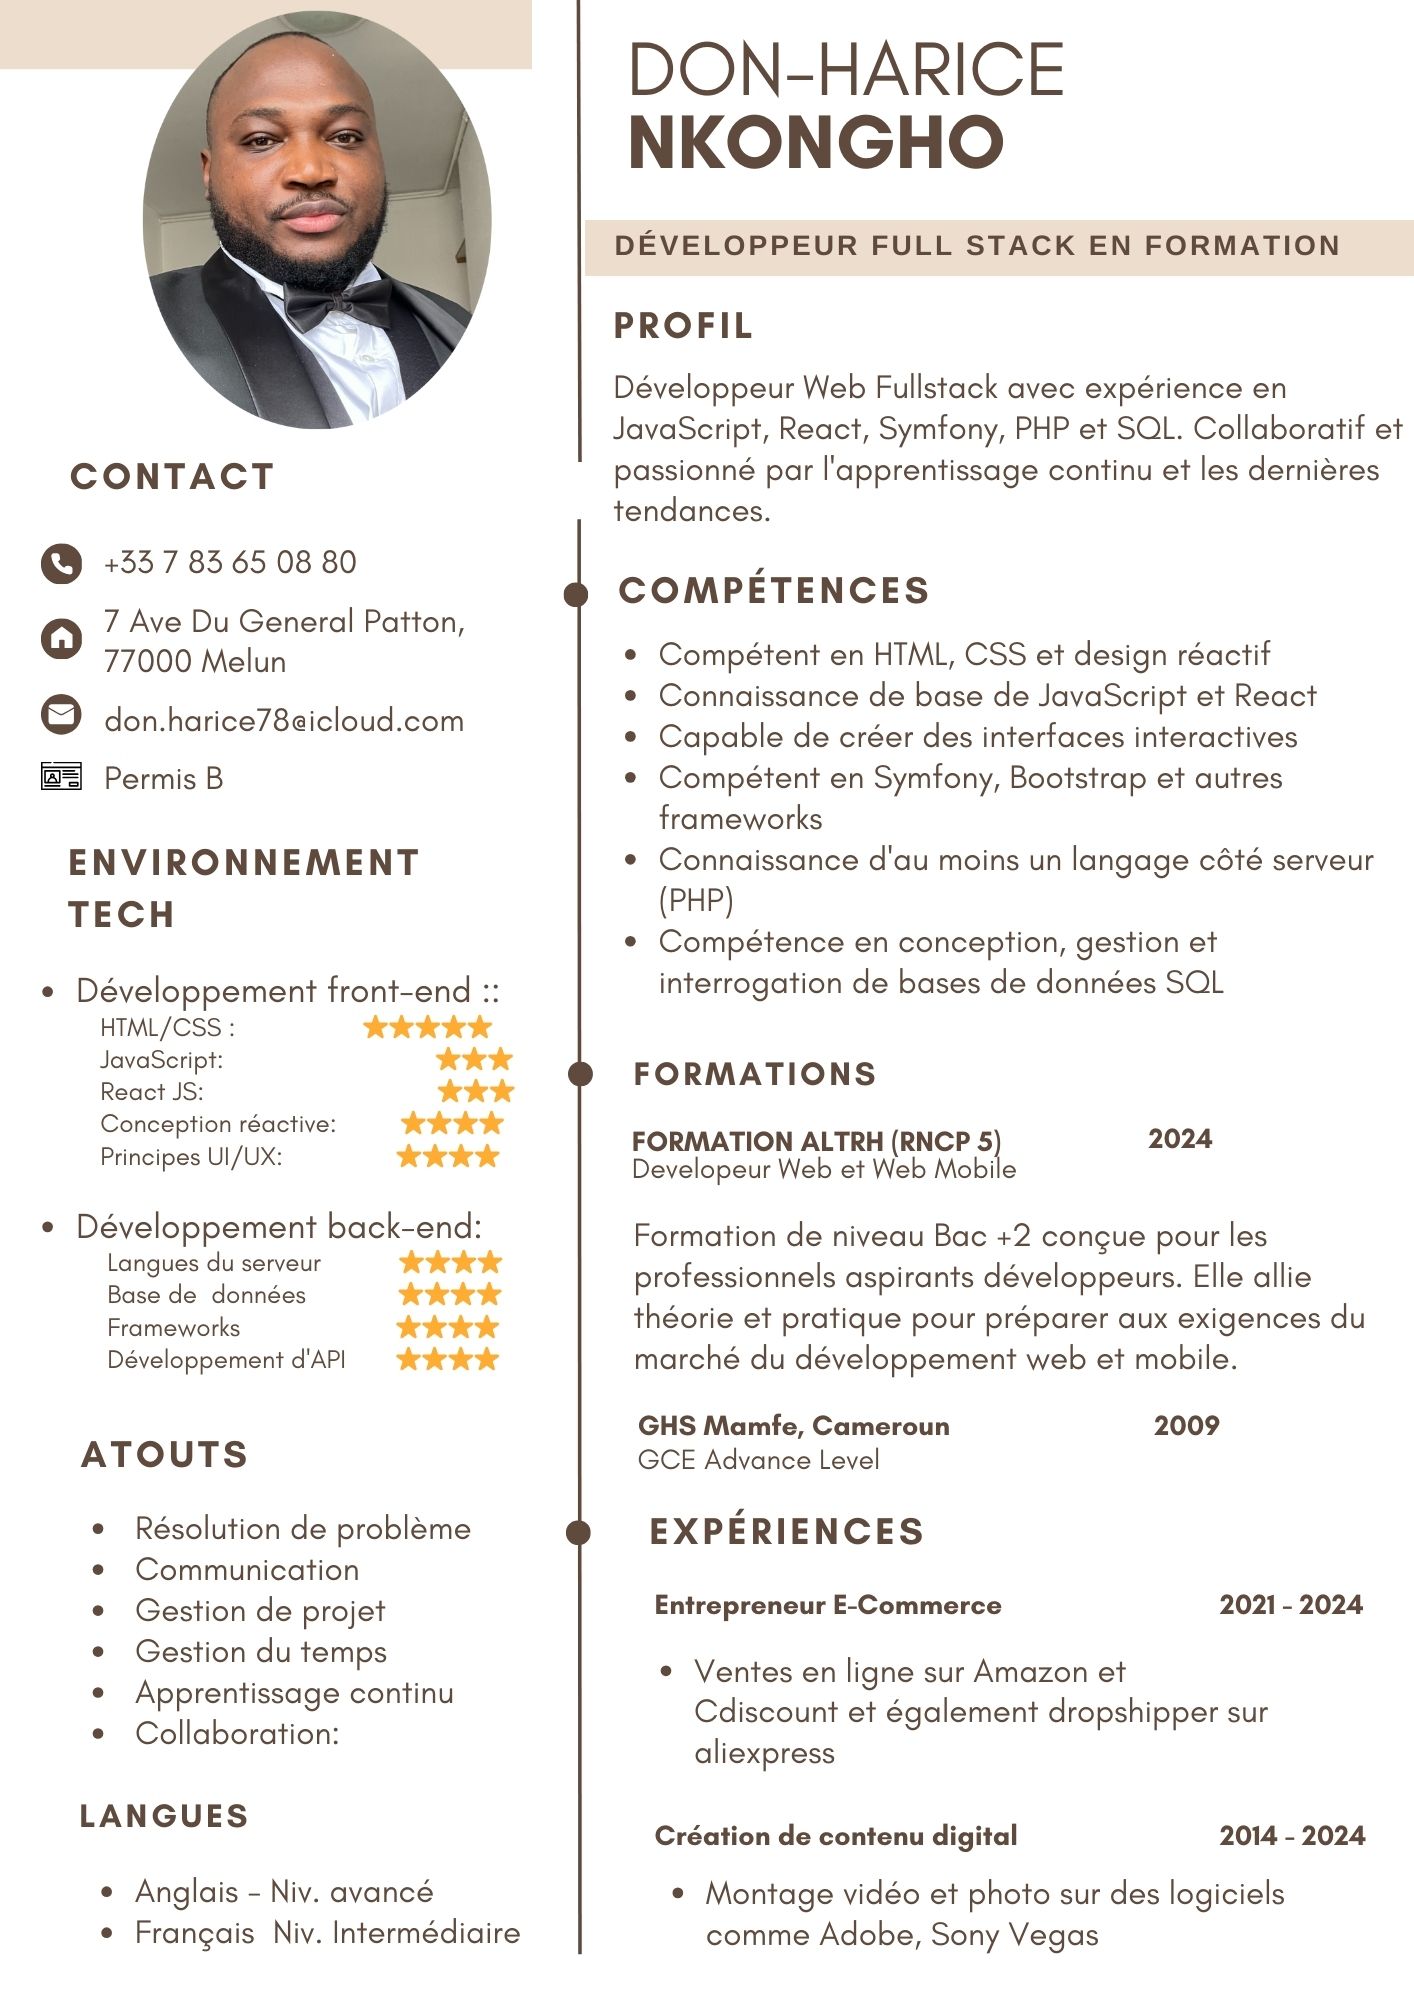 DON-HARICE
NKONGHO
DÉVELOPPEUR FULL STACK EN FORMATION
CONTACT
+33 7 83 65 08 80
7 Ave Du General Patton,
77000 Melun
don.harice78@icloud.com
Permis B
ENVIRONNEMENT
TECH
• Développement front-end ::
HTML/CSS :
JavaScript:
React JS:
Conception réactive:
Principes UI/UX:
• Développement back-end:
Langues du serveur
Base de  données
Frameworks
Développement d'API
ATOUTS
• Résolution de problème
• Communication
• Gestion de projet
• Gestion du temps
• Apprentissage continu
• Collaboration:
LANGUES
• Anglais - Niv. avancé
• Français  Niv. Intermédiaire
PROFIL
Développeur Web Fullstack avec expérience en
JavaScript, React, Symfony, PHP et SQL. Collaboratif et
passionné par l'apprentissage continu et les dernières
tendances.
COMPÉTENCES
• Compétent en HTML, CSS et design réactif
• Connaissance de base de JavaScript et React
• Capable de créer des interfaces interactives
• Compétent en Symfony, Bootstrap et autres
frameworks
• Connaissance d'au moins un langage côté serveur
(PHP)
• Compétence en conception, gestion et
interrogation de bases de données SQL
FORMATIONS
FORMATION ALTRH (RNCP 5) 2024
Developeur Web et Web Mobile
Formation de niveau Bac +2 conçue pour les
professionnels aspirants développeurs. Elle allie
théorie et pratique pour préparer aux exigences du
marché du développement web et mobile.
GHS Mamfe, Cameroun 2009
GCE Advance Level
EXPÉRIENCES
Entrepreneur E-Commerce 2021 - 2024
• Ventes en ligne sur Amazon et
Cdiscount et également dropshipper sur
aliexpress
Création de contenu digital 2014 - 2024
• Montage vidéo et photo sur des logiciels
comme Adobe, Sony Vegas